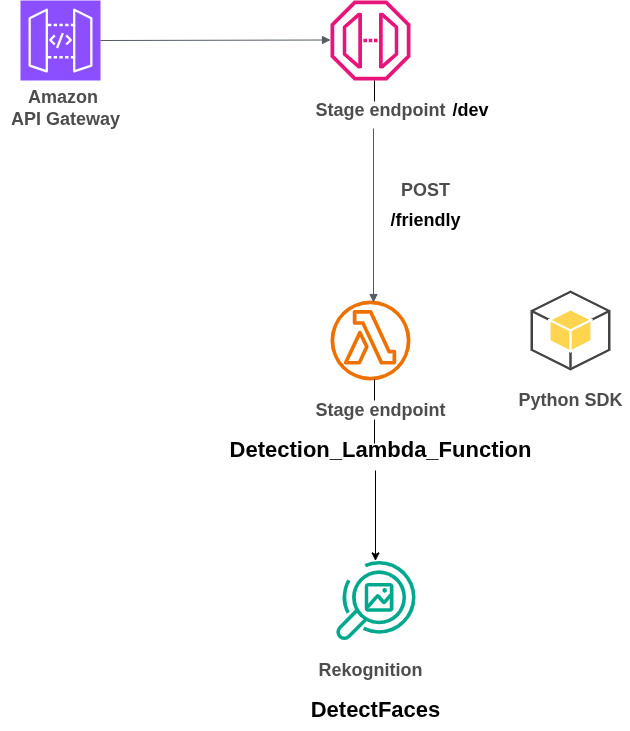 Amazon
API Gateway
Stage endpoint /dev
POST
/friendly
Python SDK
Stage endpoint
Detection_Lambda_Function
Rekognition
DetectFaces